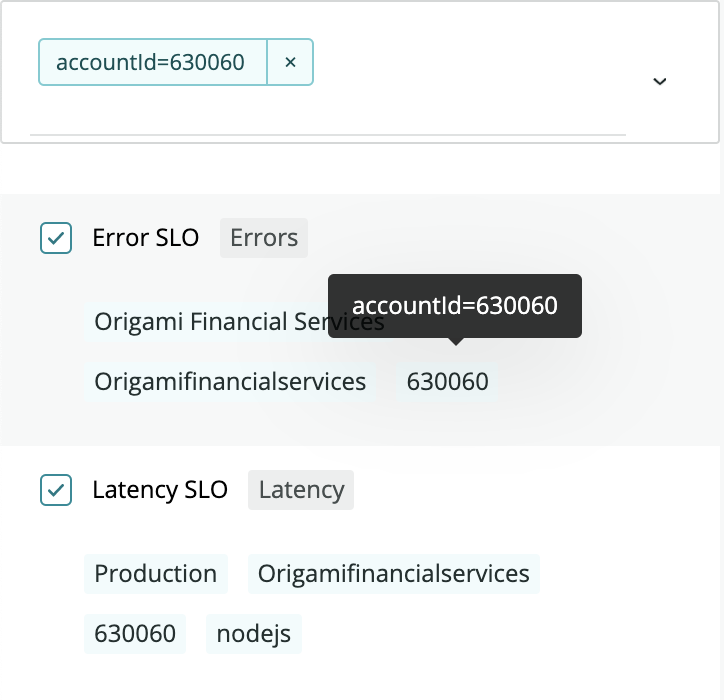 accountId=630060 ×
Error SLO Errors
accountId=630060
Origami Financial Services
Origamifinancialservices 630060
Latency SLO Latency
Production Origamifinancialservices
630060 nodejs